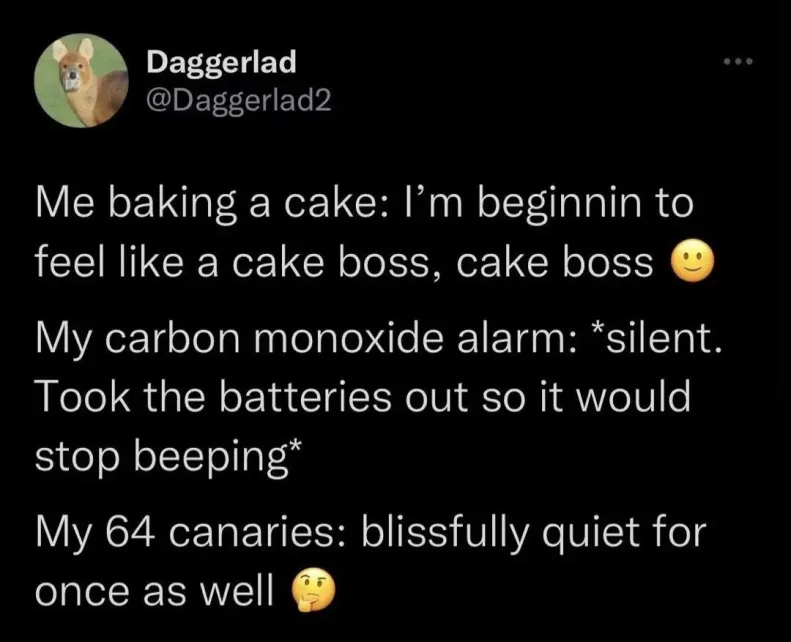 Daggerlad
@Daggerlad2
Me baking a cake: I’m beginnin to
feel like a cake boss, cake boss 🙂
My carbon monoxide alarm: *silent.
Took the batteries out so it would
stop beeping*
My 64 canaries: blissfully quiet for
once as well 🤔